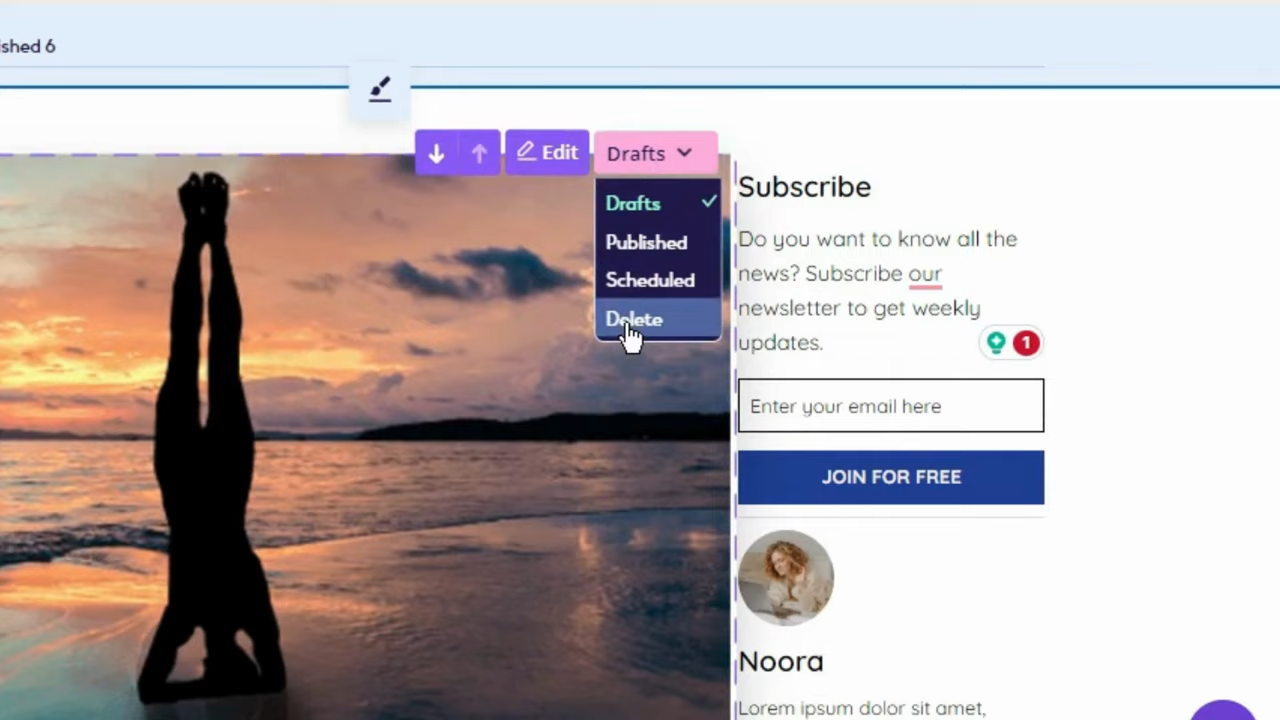 ished 6
Edit
Drafts
Drafts
Published
Scheduled
Delete
Subscribe
Do you want to know all the
news? Subscribe our
newsletter to get weekly
updates.
1
Enter your email here
JOIN FOR FREE
Noora
Lorem ipsum dolor sit amet,